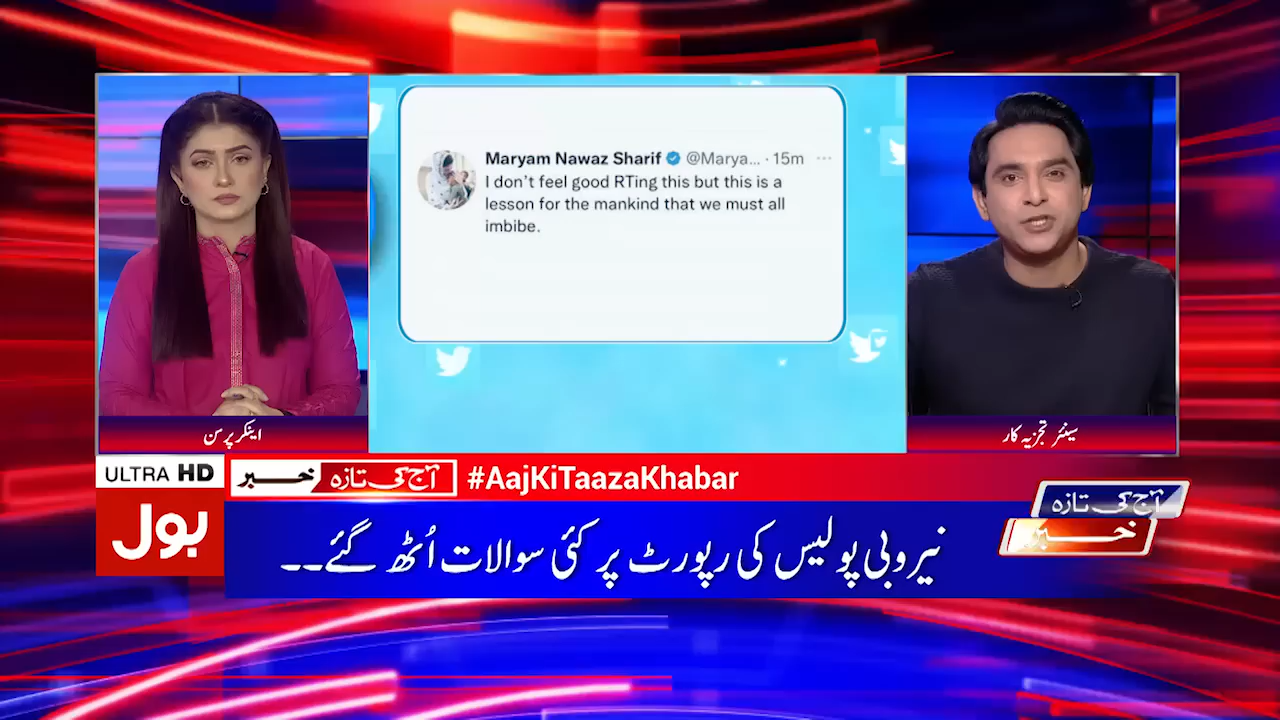 Maryam Nawaz Sharif @Marya... · 15m ...
I don't feel good RTing this but this is a
lesson for the mankind that we must all
imbibe.
اینکر پرسن
سینئر تجزیہ کار
ULTRA HD
آج کی تازہ خبر
#AajKiTaazaKhabar
بول
نیروبی پولیس کی رپورٹ پر کئی سوالات اُٹھ گئے۔۔
آج کی تازہ
خبر